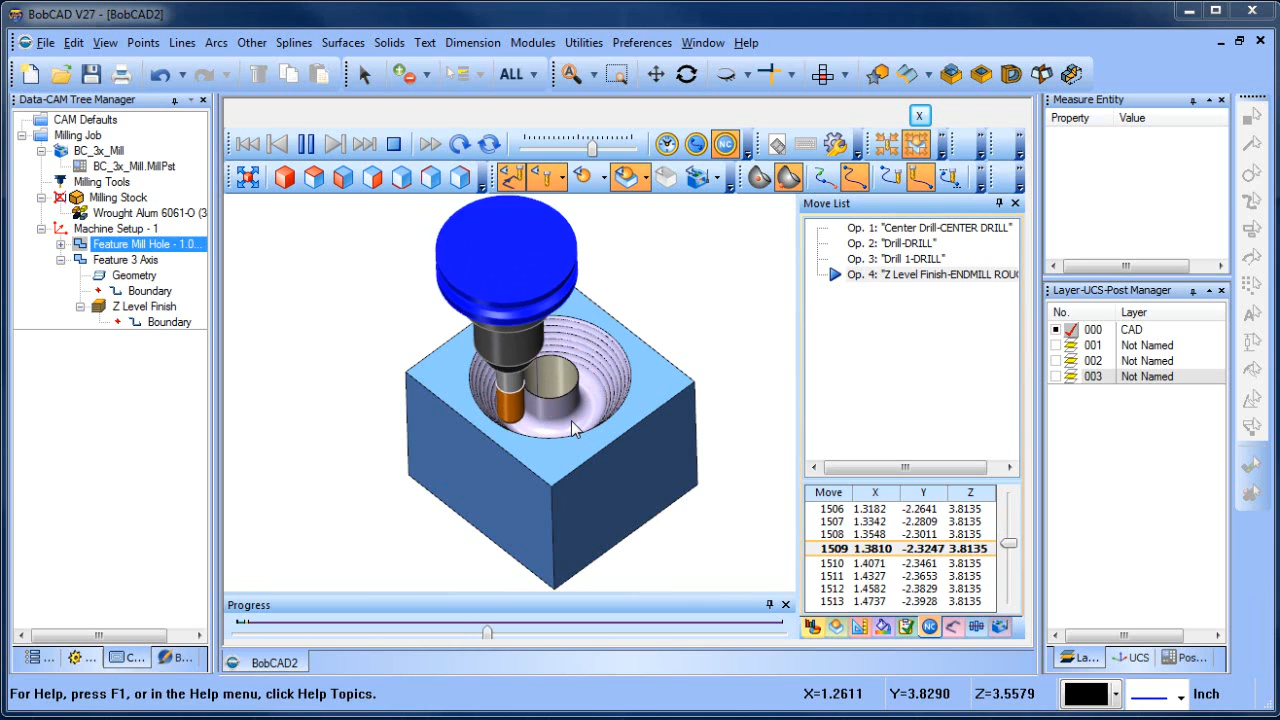 BobCAD V27 - [BobCAD2]
File Edit View Points Lines Arcs Other Splines Surfaces Solids Text Dimension Modules Utilities Preferences Window Help
ALL
Data-CAM Tree Manager
CAM Defaults
Milling Job
BC_3x_Mill
BC_3x_Mill.MillPst
Milling Tools
Milling Stock
Wrought Alum 6061-O (3
Machine Setup - 1
Feature Mill Hole - 1.0...
Feature 3 Axis
Geometry
Boundary
Z Level Finish
Boundary
C...
B...
X
NC
Move List
Op. 1: "Center Drill-CENTER DRILL"
Op. 2: "Drill-DRILL"
Op. 3: "Drill 1-DRILL"
Op. 4: "Z Level Finish-ENDMILL ROUG
Move X Y Z
1506 1.3182 -2.2641 3.8135
1507 1.3342 -2.2809 3.8135
1508 1.3548 -2.3011 3.8135
1509 1.3810 -2.3247 3.8135
1510 1.4071 -2.3461 3.8135
1511 1.4327 -2.3653 3.8135
1512 1.4582 -2.3829 3.8135
1513 1.4737 -2.3928 3.8135
NC
Progress
BobCAD2
Measure Entity
Property Value
Layer-UCS-Post Manager
No. Layer
000 CAD
001 Not Named
002 Not Named
003 Not Named
La... UCS Pos...
For Help, press F1, or in the Help menu, click Help Topics.
X=1.2611 Y=3.8290 Z=3.5579 Inch